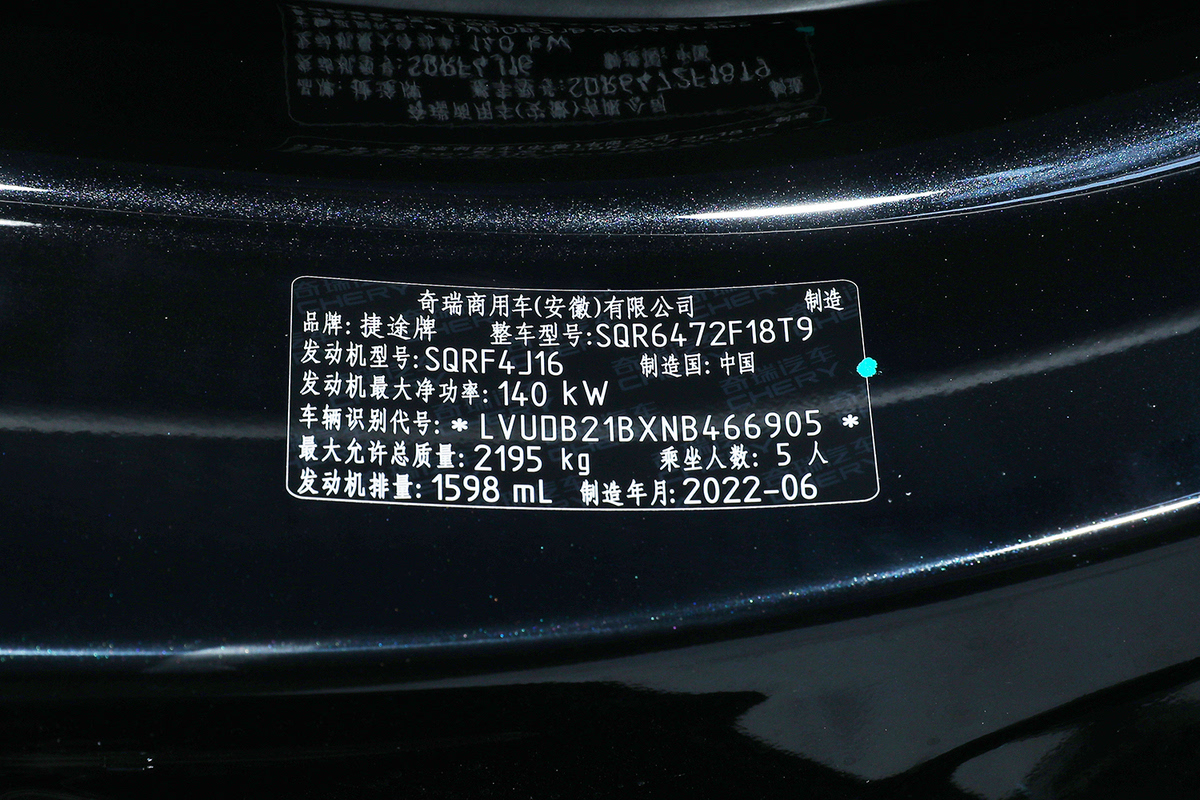 奇瑞商用车(安徽)有限公司 制造
品牌: 捷途牌 整车型号:SQR6472F18T9
发动机型号:SQRF4J16 制造国: 中国
发动机最大净功率: 140 kW
车辆识别代号: * LVUDB21BXNB466905 *
最大允许总质量: 2195 kg 乘坐人数: 5 人
发动机排量: 1598 mL 制造年月: 2022-06